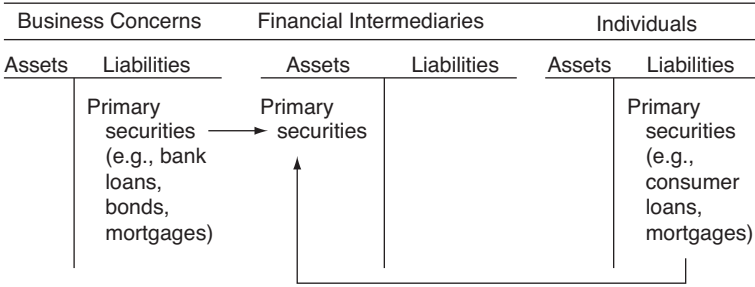 Business Concerns Financial Intermediaries Individuals
Assets Liabilities Assets Liabilities Assets Liabilities
Primary
securities
(e.g., bank
loans,
bonds,
mortgages)
Primary
securities
Primary
securities
(e.g.,
consumer
loans,
mortgages)